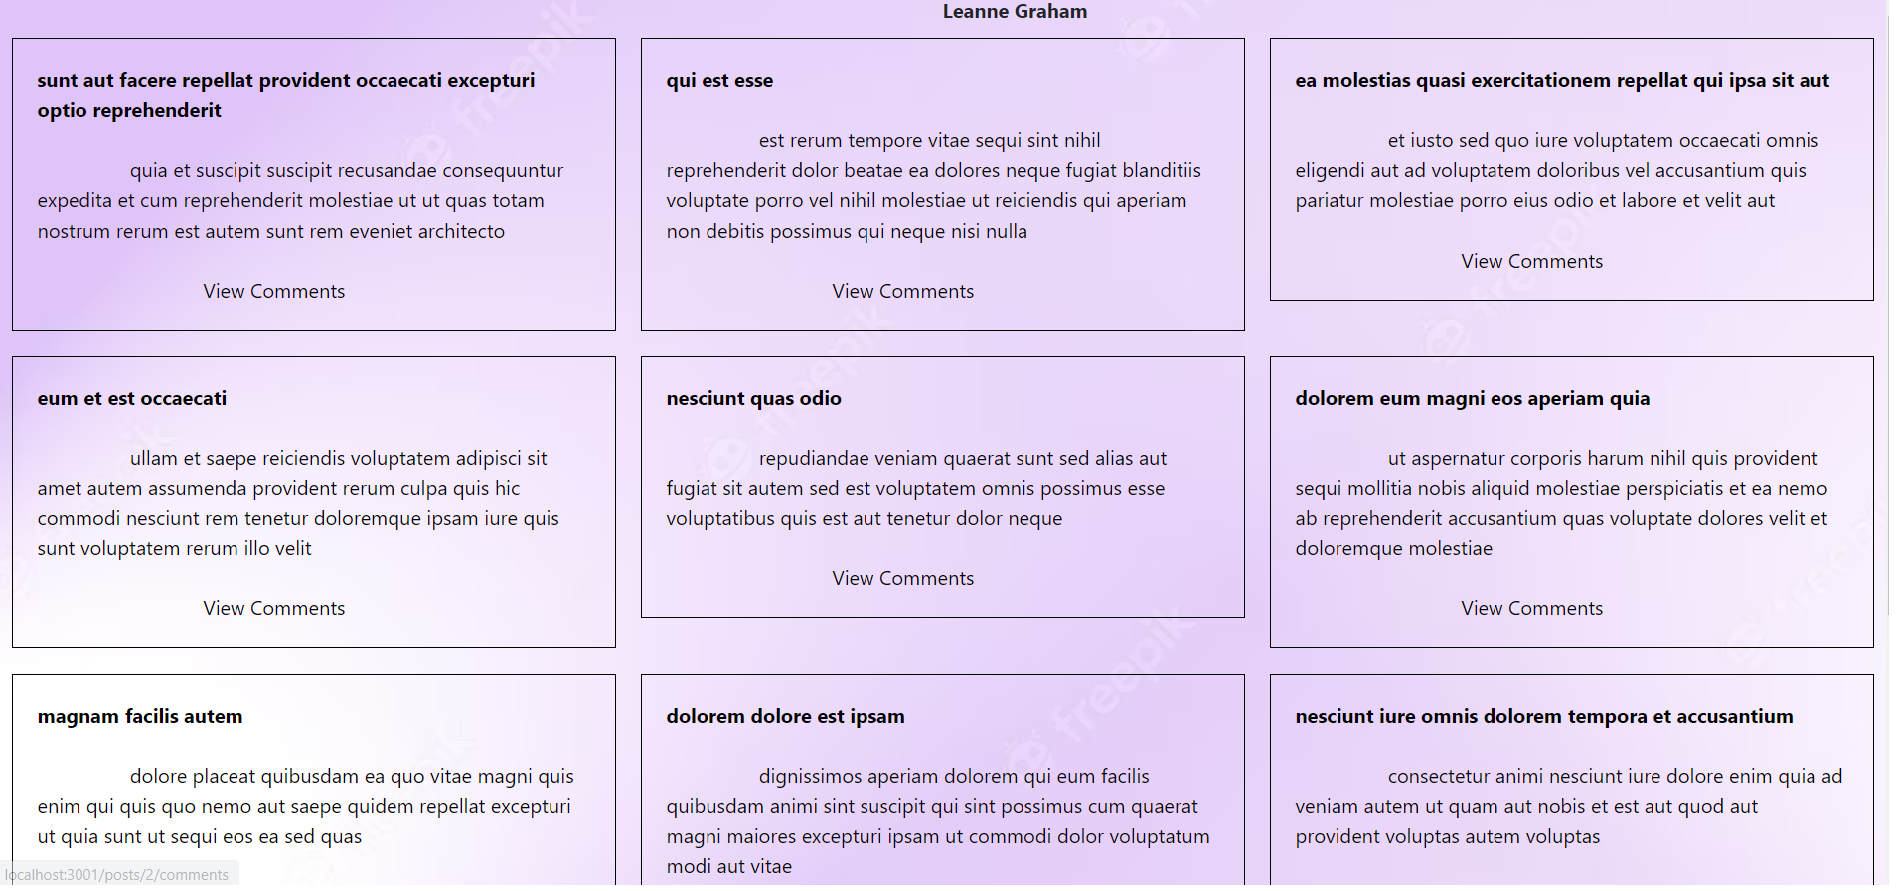 Leanne Graham
sunt aut facere repellat provident occaecati excepturi
optio reprehenderit
quia et suscipit suscipit recusandae consequuntur
expedita et cum reprehenderit molestiae ut ut quas totam
nostrum rerum est autem sunt rem eveniet architecto
View Comments
qui est esse
est rerum tempore vitae sequi sint nihil
reprehenderit dolor beatae ea dolores neque fugiat blanditiis
voluptate porro vel nihil molestiae ut reiciendis qui aperiam
non debitis possimus qui neque nisi nulla
View Comments
ea molestias quasi exercitationem repellat qui ipsa sit aut
et iusto sed quo iure voluptatem occaecati omnis
eligendi aut ad voluptatem doloribus vel accusantium quis
pariatur molestiae porro eius odio et labore et velit aut
View Comments
eum et est occaecati
ullam et saepe reiciendis voluptatem adipisci sit
amet autem assumenda provident rerum culpa quis hic
commodi nesciunt rem tenetur doloremque ipsam iure quis
sunt voluptatem rerum illo velit
View Comments
nesciunt quas odio
repudiandae veniam quaerat sunt sed alias aut
fugiat sit autem sed est voluptatem omnis possimus esse
voluptatibus quis est aut tenetur dolor neque
View Comments
dolorem eum magni eos aperiam quia
ut aspernatur corporis harum nihil quis provident
sequi mollitia nobis aliquid molestiae perspiciatis et ea nemo
ab reprehenderit accusantium quas voluptate dolores velit et
doloremque molestiae
View Comments
magnam facilis autem
dolore placeat quibusdam ea quo vitae magni quis
enim qui quis quo nemo aut saepe quidem repellat excepturi
ut quia sunt ut sequi eos ea sed quas
dolorem dolore est ipsam
dignissimos aperiam dolorem qui eum facilis
quibusdam animi sint suscipit qui sint possimus cum quaerat
magni maiores excepturi ipsam ut commodi dolor voluptatum
modi aut vitae
nesciunt iure omnis dolorem tempora et accusantium
consectetur animi nesciunt iure dolore enim quia ad
veniam autem ut quam aut nobis et est aut quod aut
provident voluptas autem voluptas
localhost:3001/posts/2/comments
freepik
freepik
freepik
freepik